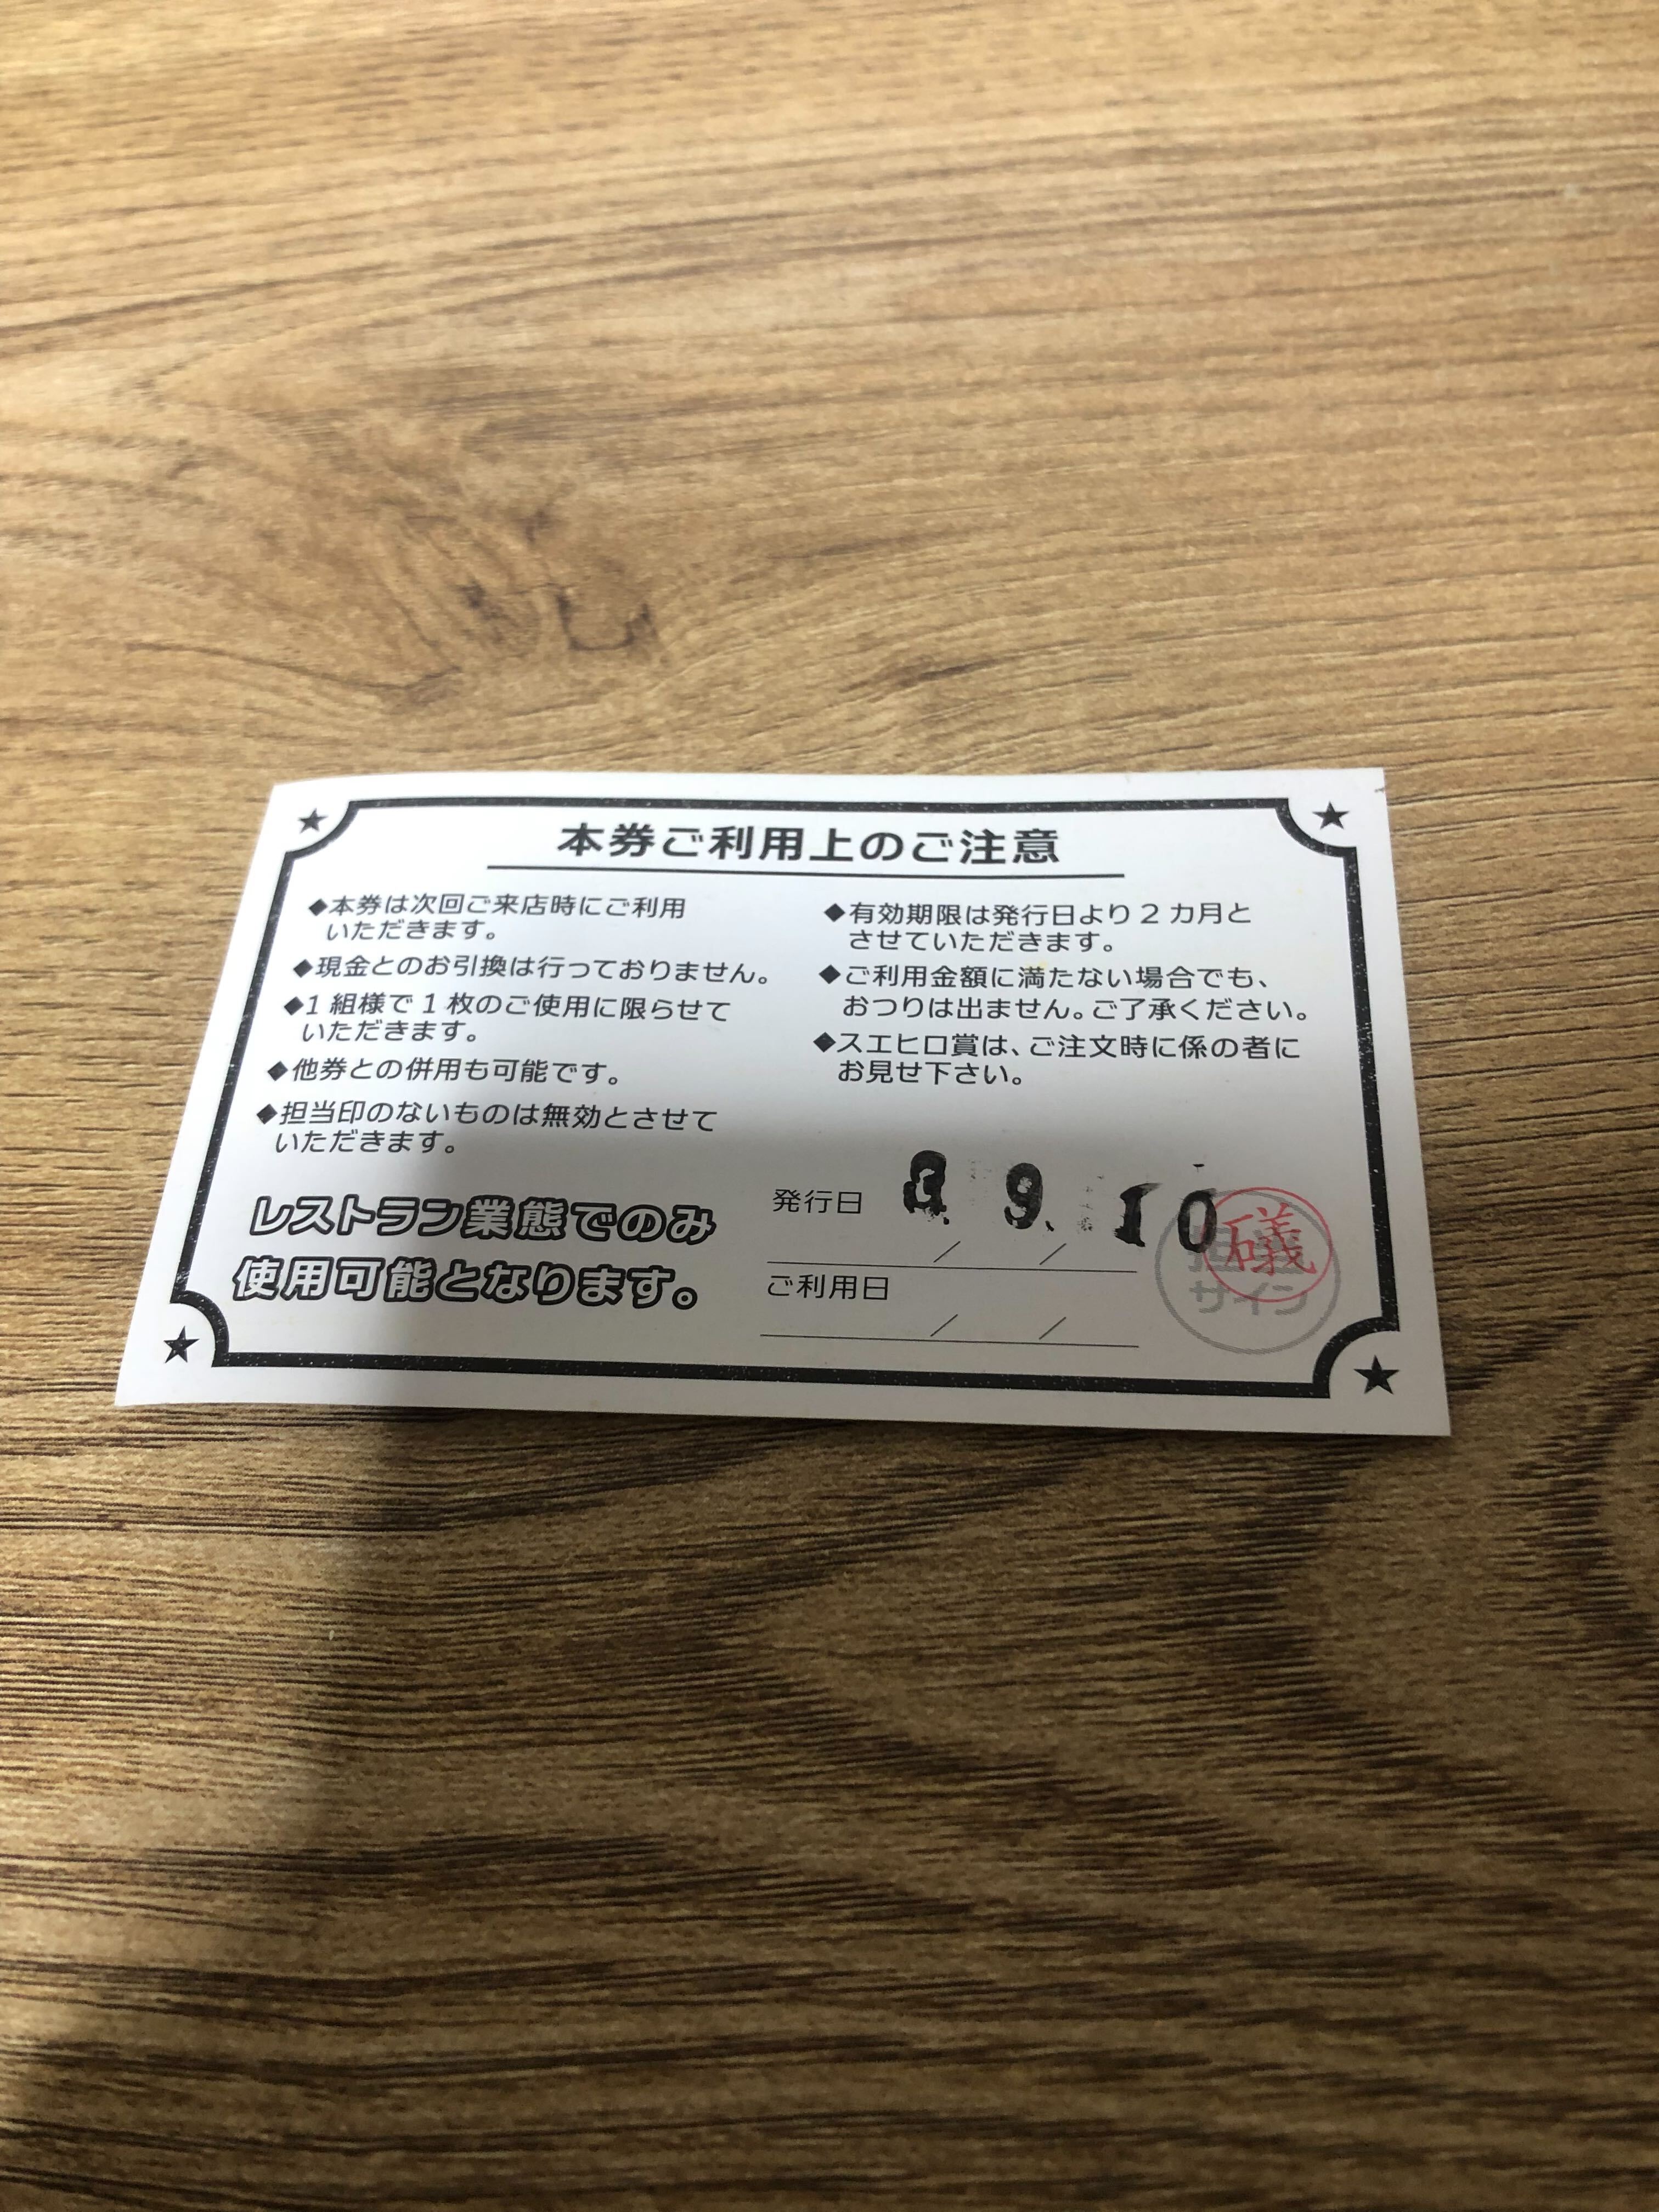 本券ご利用上のご注意
◆本券は次回ご来店時にご利用
いただきます。
◆現金とのお引換は行っておりません。
◆1組様で1枚のご使用に限らせて
いただきます。
◆他券との併用も可能です。
◆担当印のないものは無効とさせて
いただきます。
◆有効期限は発行日より2カ月と
させていただきます。
◆ご利用金額に満たない場合でも、
おつりは出ません。ご了承ください。
◆スエヒロ賞は、ご注文時に係の者に
お見せ下さい。
レストラン業態でのみ
使用可能となります。
発行日 9. 10
/ /
ご利用日
/ /
礒
担当
サイン